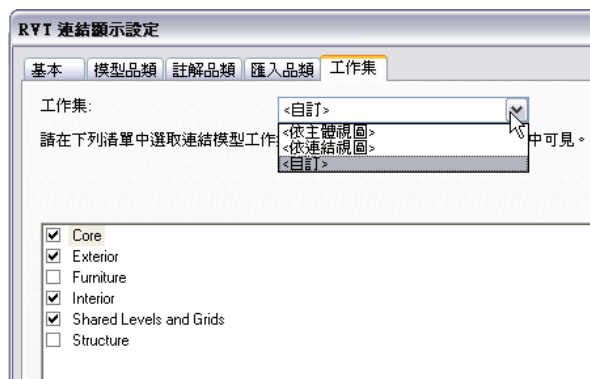 RVT 連結顯示設定
基本 模型品類 註解品類 匯入品類 工作集
工作集: <自訂>
請在下列清單中選取連結模型工作 中可見。
<依主體視圖>
<依連結視圖>
<自訂>
Core
Exterior
Furniture
Interior
Shared Levels and Grids
Structure